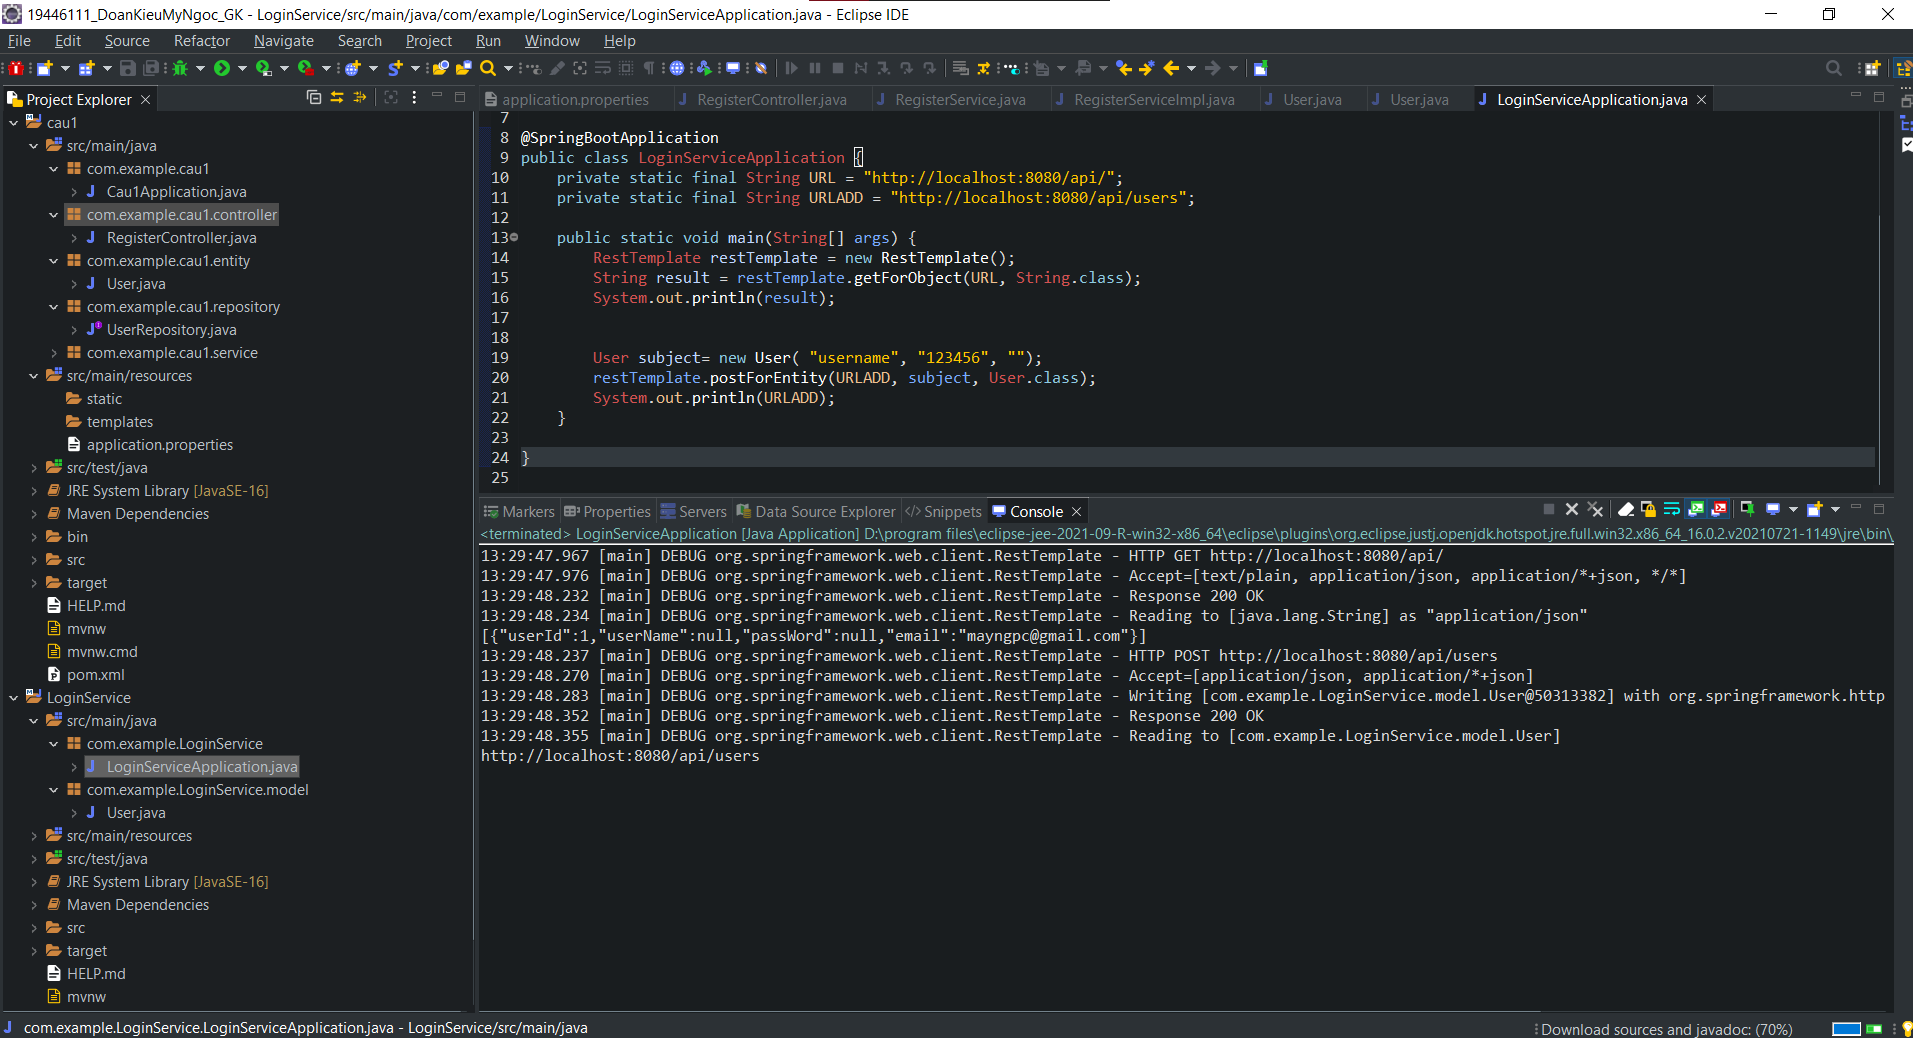 19446111_DoanKieuMyNgoc_GK - LoginService/src/main/java/com/example/LoginService/LoginServiceApplication.java - Eclipse IDE
File Edit Source Refactor Navigate Search Project Run Window Help
Project Explorer
cau1
src/main/java
com.example.cau1
Cau1Application.java
com.example.cau1.controller
RegisterController.java
com.example.cau1.entity
User.java
com.example.cau1.repository
UserRepository.java
com.example.cau1.service
src/main/resources
static
templates
application.properties
src/test/java
JRE System Library [JavaSE-16]
Maven Dependencies
bin
src
target
HELP.md
mvnw
mvnw.cmd
pom.xml
LoginService
src/main/java
com.example.LoginService
LoginServiceApplication.java
com.example.LoginService.model
User.java
src/main/resources
src/test/java
JRE System Library [JavaSE-16]
Maven Dependencies
src
target
HELP.md
mvnw
application.properties RegisterController.java RegisterService.java RegisterServiceImpl.java User.java User.java LoginServiceApplication.java
7
8 @SpringBootApplication
9 public class LoginServiceApplication {
10 private static final String URL = "http://localhost:8080/api/";
11 private static final String URLADD = "http://localhost:8080/api/users";
12
13 public static void main(String[] args) {
14 RestTemplate restTemplate = new RestTemplate();
15 String result = restTemplate.getForObject(URL, String.class);
16 System.out.println(result);
17
18
19 User subject= new User( "username", "123456", "");
20 restTemplate.postForEntity(URLADD, subject, User.class);
21 System.out.println(URLADD);
22 }
23
24 }
25
Markers Properties Servers Data Source Explorer Snippets Console
<terminated> LoginServiceApplication [Java Application] D:\program files\eclipse-jee-2021-09-R-win32-x86_64\eclipse\plugins\org.eclipse.justj.openjdk.hotspot.jre.full.win32.x86_64_16.0.2.v20210721-1149\jre\bin\
13:29:47.967 [main] DEBUG org.springframework.web.client.RestTemplate - HTTP GET http://localhost:8080/api/
13:29:47.976 [main] DEBUG org.springframework.web.client.RestTemplate - Accept=[text/plain, application/json, application/*+json, */*]
13:29:48.232 [main] DEBUG org.springframework.web.client.RestTemplate - Response 200 OK
13:29:48.234 [main] DEBUG org.springframework.web.client.RestTemplate - Reading to [java.lang.String] as "application/json"
[{"userId":1,"userName":null,"passWord":null,"email":"mayngpc@gmail.com"}]
13:29:48.237 [main] DEBUG org.springframework.web.client.RestTemplate - HTTP POST http://localhost:8080/api/users
13:29:48.270 [main] DEBUG org.springframework.web.client.RestTemplate - Accept=[application/json, application/*+json]
13:29:48.283 [main] DEBUG org.springframework.web.client.RestTemplate - Writing [com.example.LoginService.model.User@50313382] with org.springframework.http
13:29:48.352 [main] DEBUG org.springframework.web.client.RestTemplate - Response 200 OK
13:29:48.355 [main] DEBUG org.springframework.web.client.RestTemplate - Reading to [com.example.LoginService.model.User]
http://localhost:8080/api/users
com.example.LoginService.LoginServiceApplication.java - LoginService/src/main/java
Download sources and javadoc: (70%)